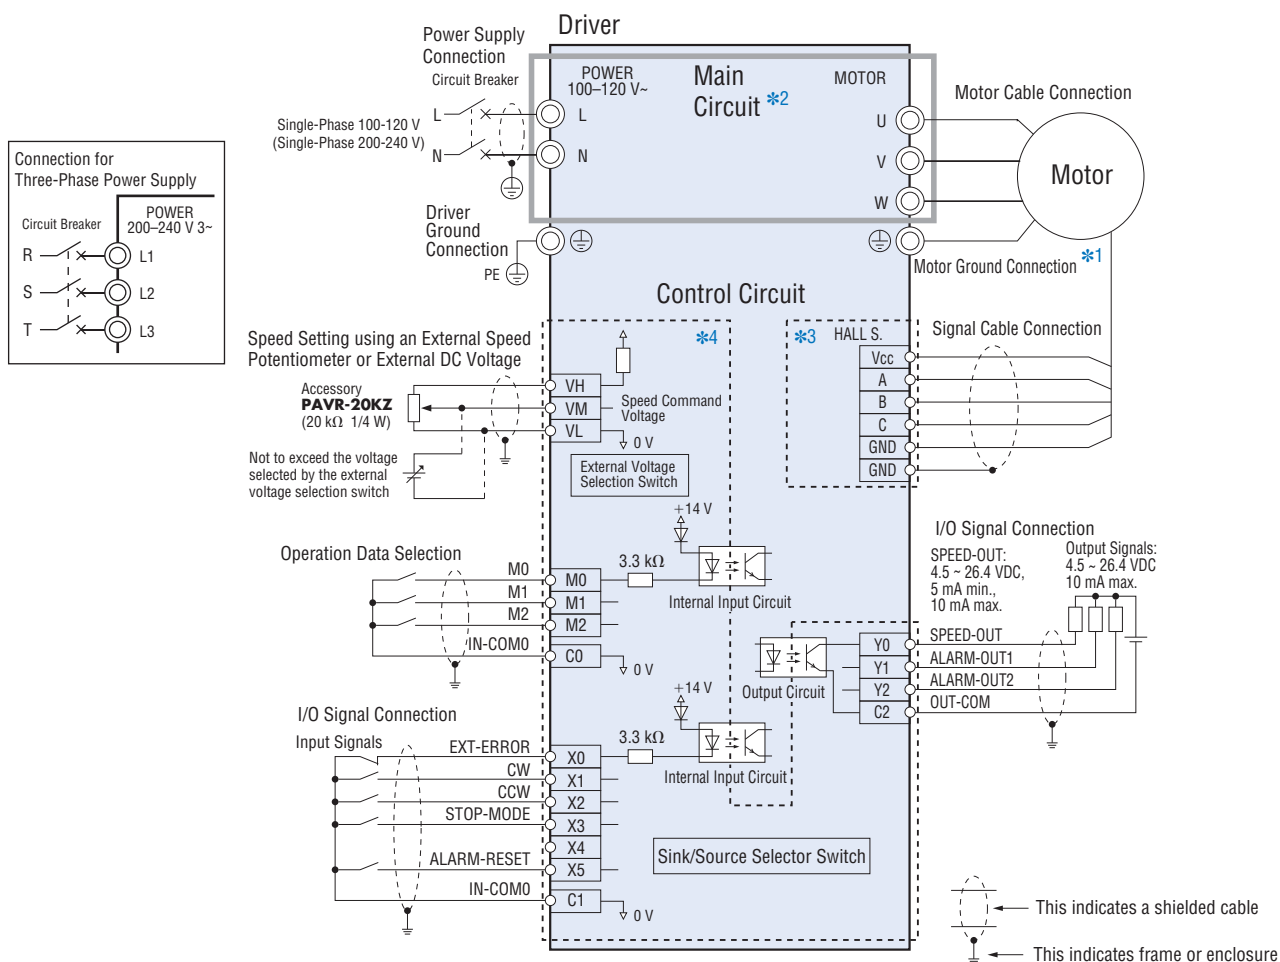 Driver
Power Supply
Connection
Circuit Breaker
L
Single-Phase 100-120 V
(Single-Phase 200-240 V)
N
POWER
100–120 V~
Main
Circuit *2
MOTOR
L
N
U
V
W
Motor Cable Connection
Motor
*1
Motor Ground Connection
Connection for
Three-Phase Power Supply
Circuit Breaker
POWER
200–240 V 3~
R
L1
S
L2
T
L3
Driver
Ground
Connection
PE
Control Circuit
*4
*3
HALL S.
Signal Cable Connection
Vcc
A
B
C
GND
GND
Speed Setting using an External Speed
Potentiometer or External DC Voltage
Accessory
PAVR-20KZ
(20 kΩ 1/4 W)
Not to exceed the voltage
selected by the external
voltage selection switch
VH
VM
VL
Speed Command
Voltage
0 V
External Voltage
Selection Switch
+14 V
3.3 kΩ
Internal Input Circuit
Operation Data Selection
M0
M1
M2
IN-COM0
M0
M1
M2
C0
0 V
I/O Signal Connection
SPEED-OUT:
4.5 ~ 26.4 VDC,
5 mA min.,
10 mA max.
Output Signals:
4.5 ~ 26.4 VDC
10 mA max.
Output Circuit
Y0
Y1
Y2
C2
SPEED-OUT
ALARM-OUT1
ALARM-OUT2
OUT-COM
I/O Signal Connection
Input Signals
EXT-ERROR
CW
CCW
STOP-MODE
ALARM-RESET
IN-COM0
X0
X1
X2
X3
X4
X5
C1
0 V
+14 V
3.3 kΩ
Internal Input Circuit
Sink/Source Selector Switch
This indicates a shielded cable
This indicates frame or enclosure